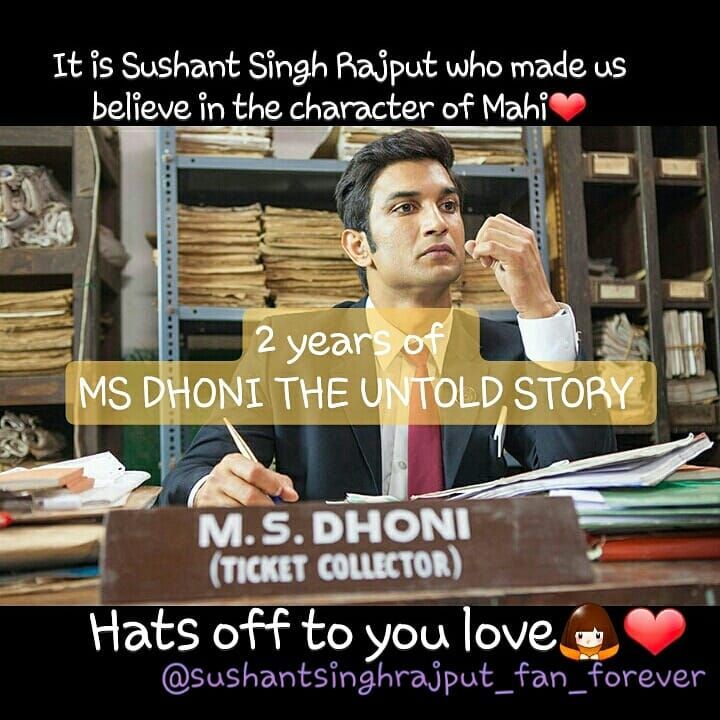 It is Sushant Singh Rajput who made us
believe in the character of Mahi❤
2 years of
MS DHONI THE UNTOLD STORY
M.S. DHONI
(TICKET COLLECTOR)
Hats off to you love🙇❤
@sushantsinghrajput_fan_forever